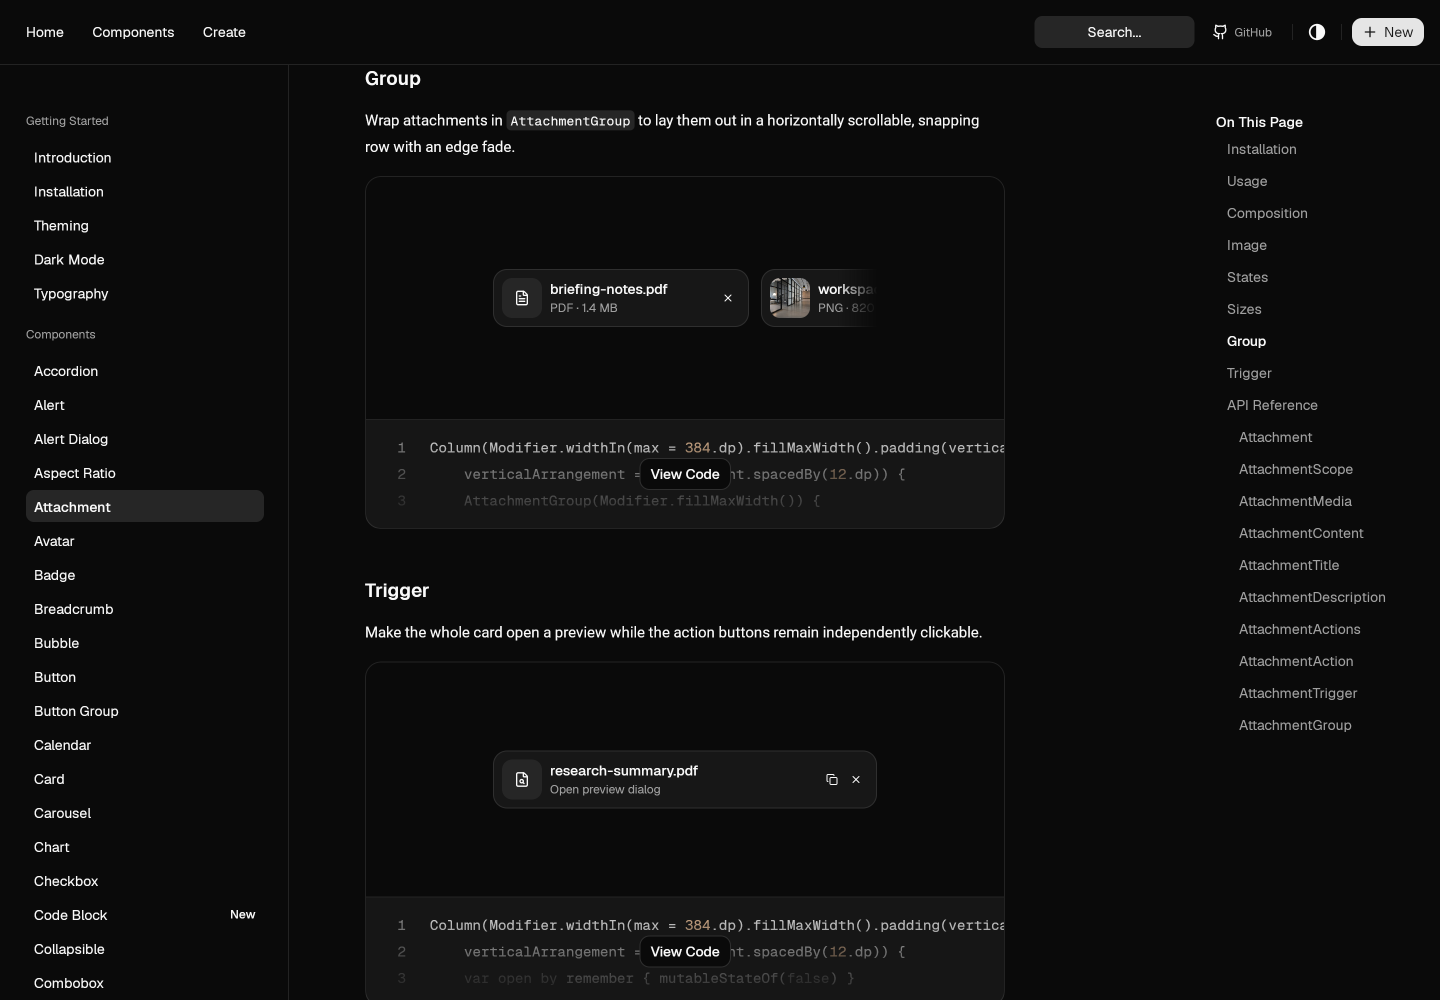 Home
Components
Create
Search...
GitHub
New
Getting Started
Introduction
Installation
Theming
Dark Mode
Typography
Components
Accordion
Alert
Alert Dialog
Aspect Ratio
Attachment
Avatar
Badge
Breadcrumb
Bubble
Button
Button Group
Calendar
Card
Carousel
Chart
Checkbox
Code Block New
Collapsible
Combobox
Group
Wrap attachments in AttachmentGroup to lay them out in a horizontally scrollable, snapping
row with an edge fade.
briefing-notes.pdf
PDF · 1.4 MB
PNG · 820
1 Column(Modifier.widthIn(max = 384.dp).fillMaxWidth().padding(vertica
2 verticalArrangement = nt.spacedBy(12.dp)) {
View Code
3 AttachmentGroup(Modifier.fillMaxWidth()) {
Trigger
Make the whole card open a preview while the action buttons remain independently clickable.
research-summary.pdf
Open preview dialog
1 Column(Modifier.widthIn(max = 384.dp).fillMaxWidth().padding(vertica
2 verticalArrangement = nt.spacedBy(12.dp)) {
View Code
3 var open by remember { mutableStateOf(false) }
On This Page
Installation
Usage
Composition
Image
States
Sizes
Group
Trigger
API Reference
Attachment
AttachmentScope
AttachmentMedia
AttachmentContent
AttachmentTitle
AttachmentDescription
AttachmentActions
AttachmentAction
AttachmentTrigger
AttachmentGroup